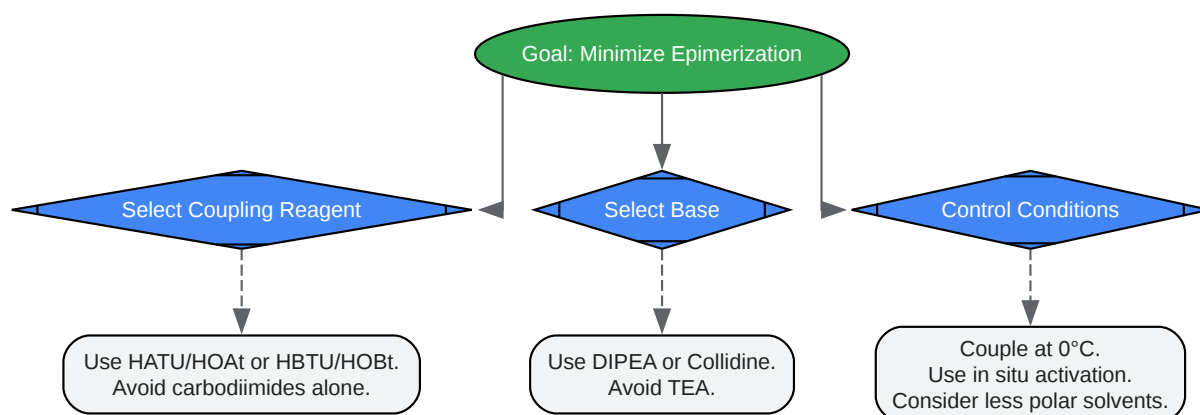 Goal: Minimize Epimerization
Select Coupling Reagent
Select Base
Control Conditions
Use HATU/HOAt or HBTU/HOBt.
Avoid carbodiimides alone.
Use DIPEA or Collidine.
Avoid TEA.
Couple at 0°C.
Use in situ activation.
Consider less polar solvents.